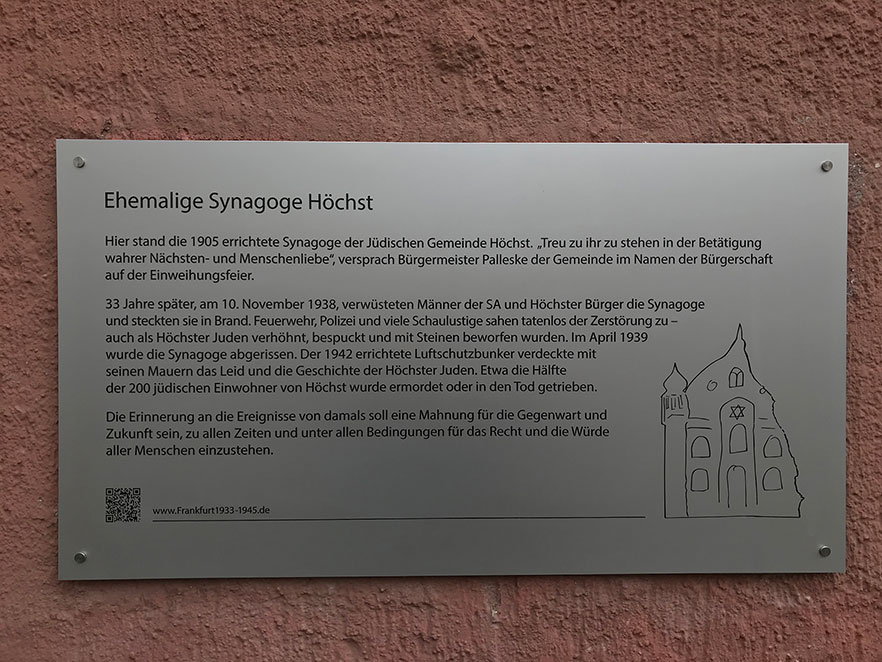 Ehemalige Synagoge Höchst
Hier stand die 1905 errichtete Synagoge der Jüdischen Gemeinde Höchst. „Treu zu ihr zu stehen in der Betätigung
wahrer Nächsten- und Menschenliebe“, versprach Bürgermeister Palleske der Gemeinde im Namen der Bürgerschaft
auf der Einweihungsfeier.
33 Jahre später, am 10. November 1938, verwüsteten Männer der SA und Höchster Bürger die Synagoge
und steckten sie in Brand. Feuerwehr, Polizei und viele Schaulustige sahen tatenlos der Zerstörung zu –
auch als Höchster Juden verhöhnt, bespuckt und mit Steinen beworfen wurden. Im April 1939
wurde die Synagoge abgerissen. Der 1942 errichtete Luftschutzbunker verdeckte mit
seinen Mauern das Leid und die Geschichte der Höchster Juden. Etwa die Hälfte
der 200 jüdischen Einwohner von Höchst wurde ermordet oder in den Tod getrieben.
Die Erinnerung an die Ereignisse von damals soll eine Mahnung für die Gegenwart und
Zukunft sein, zu allen Zeiten und unter allen Bedingungen für das Recht und die Würde
aller Menschen einzustehen.
www.Frankfurt1933-1945.de